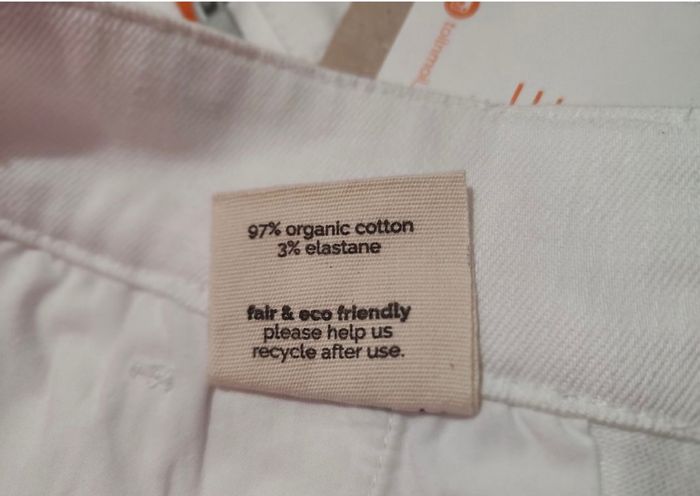 97% organic cotton
3% elastane
fair & eco friendly
please help us
recycle after use.